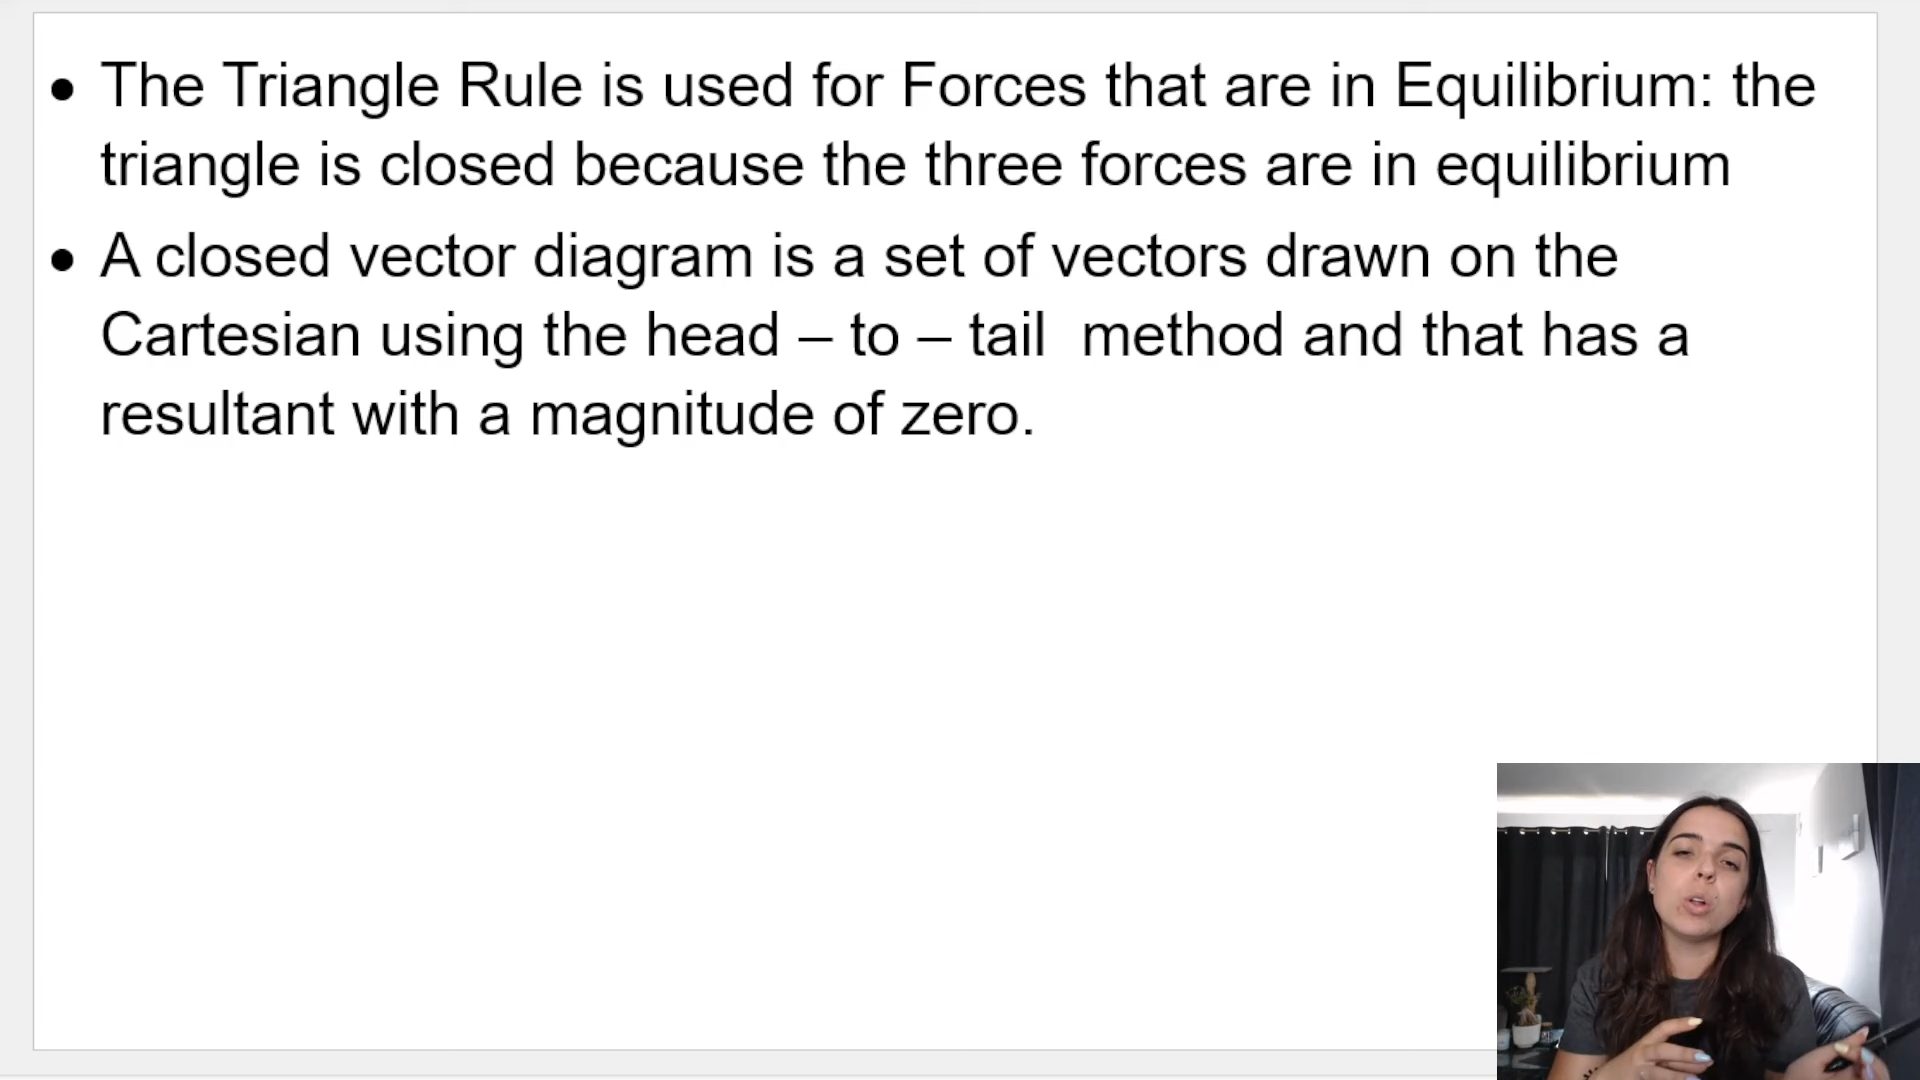 • The Triangle Rule is used for Forces that are in Equilibrium: the
triangle is closed because the three forces are in equilibrium
• A closed vector diagram is a set of vectors drawn on the
Cartesian using the head – to – tail  method and that has a
resultant with a magnitude of zero.